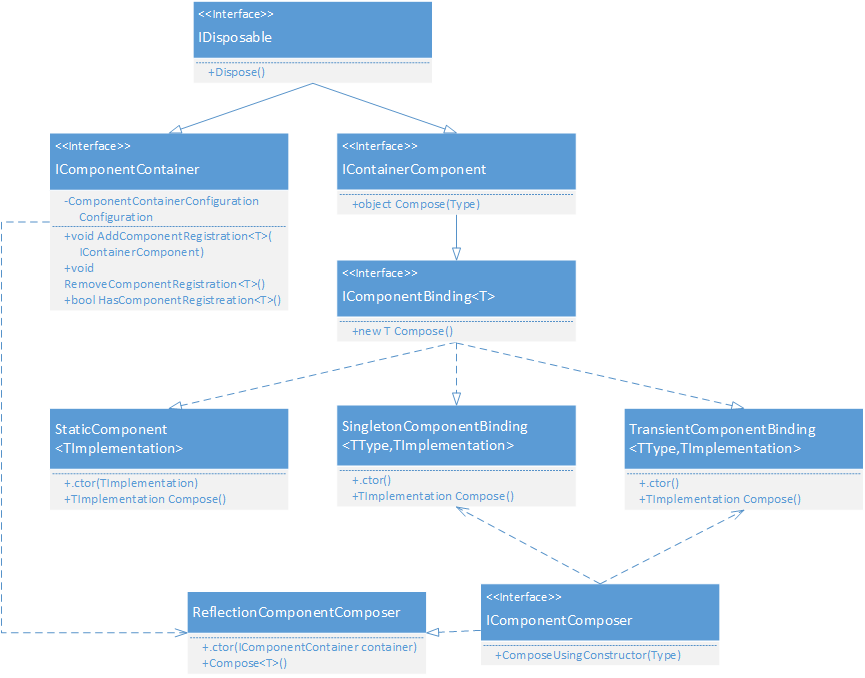 <<Interface>>
IDisposable
+Dispose()
<<Interface>>
IComponentContainer
-ComponentContainerConfiguration
Configuration
+void AddComponentRegistration<T>(
IContainerComponent)
+void
RemoveComponentRegistration<T>()
+bool HasComponentRegistreation<T>()
<<Interface>>
IContainerComponent
+object Compose(Type)
<<Interface>>
IComponentBinding<T>
+new T Compose()
StaticComponent
<TImplementation>
+.ctor(TImplementation)
+TImplementation Compose()
SingletonComponentBinding
<TType,TImplementation>
+.ctor()
+TImplementation Compose()
TransientComponentBinding
<TType,TImplementation>
+.ctor()
+TImplementation Compose()
ReflectionComponentComposer
+.ctor(IComponentContainer container)
+Compose<T>()
<<Interface>>
IComponentComposer
+ComposeUsingConstructor(Type)